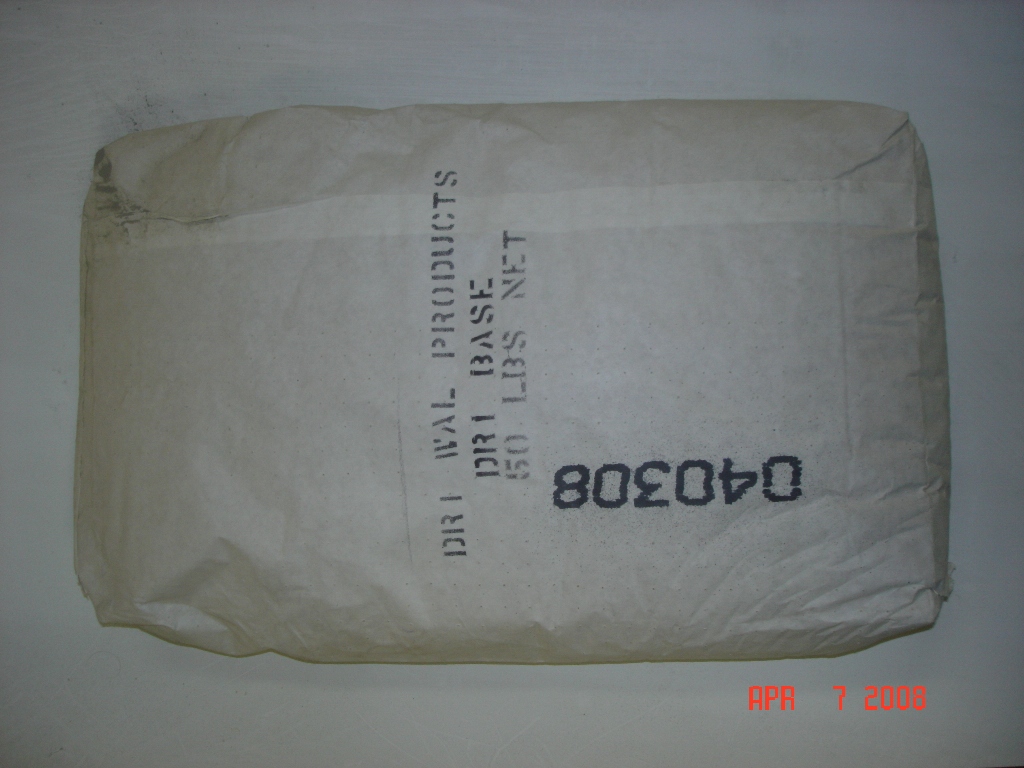 DRI WAL PRODUCTS
DRI BASE
50 LBS NET
040308
APR 7 2008